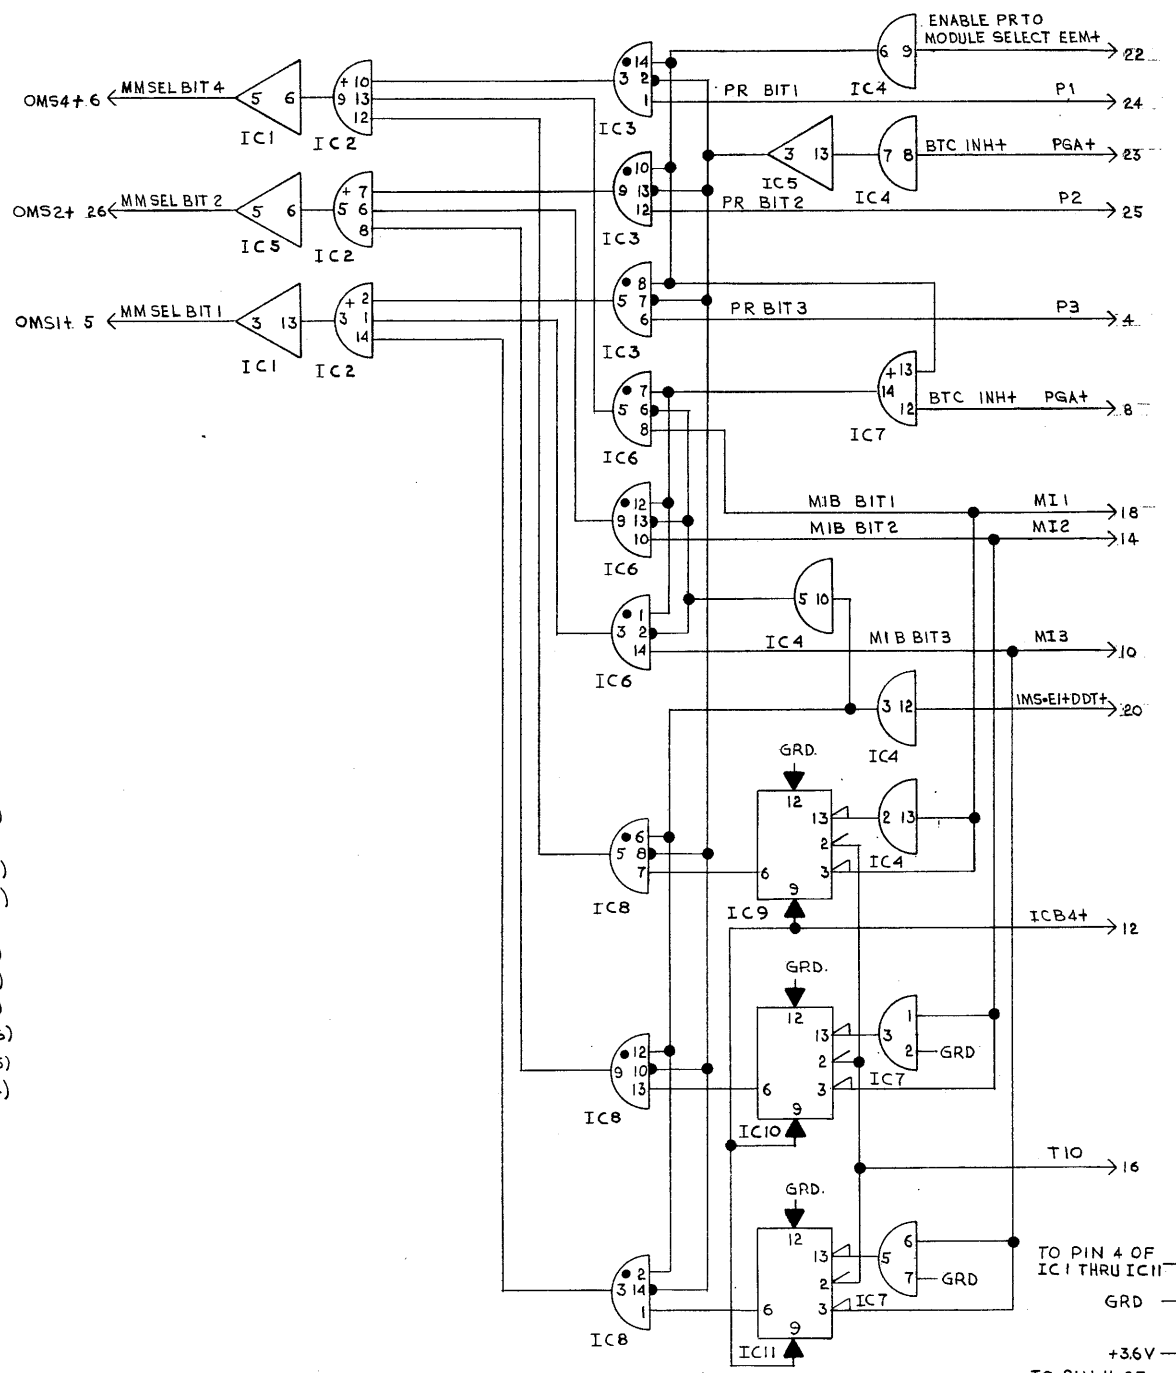 ENABLE PR TO
MODULE SELECT EEM+ 22
6 9
IC4
14
3 2
1
IC3
PR BIT1 P1 24
OMS4+ 6 MMSEL BIT 4
5 6
IC1
+ 10
9 13
12
IC2
BTC INH+ PGA+ 23
3 13
IC5
7 8
IC4
10
9 13
12
IC3
PR BIT2 P2 25
OMS2+ 26 MMSEL BIT 2
5 6
IC5
+ 7
5 6
8
IC2
8
5 7
6
IC3
PR BIT3 P3 4
OMS1+ 5 MMSEL BIT 1
3 13
IC1
+ 2
3 1
14
IC2
+ 13
14
12
IC7
BTC INH+ PGA+ 8
7
5 6
8
IC6
MIB BIT1 MI1 18
MIB BIT2 MI2 14
12
9 13
10
IC6
5 10
IC4
1
3 2
14
IC6
MIB BIT3 MI3 10
3 12
IC4
IMS•EI+DDT+ 20
GRD.
12
13
2
3
6
9
IC9
2 13
IC4
6
5 8
7
IC8
ICB4+ 12
GRD.
12
13
2
3
6
9
IC10
1
3
2 GRD
IC7
12
9 10
13
IC8
T10 16
GRD.
12
13
2
3
6
9
IC11
6
5
7 GRD
IC7
2
3 14
1
IC8
TO PIN 4 OF
IC1 THRU IC11
GRD
+3.6V
)
)
)
)
)
)